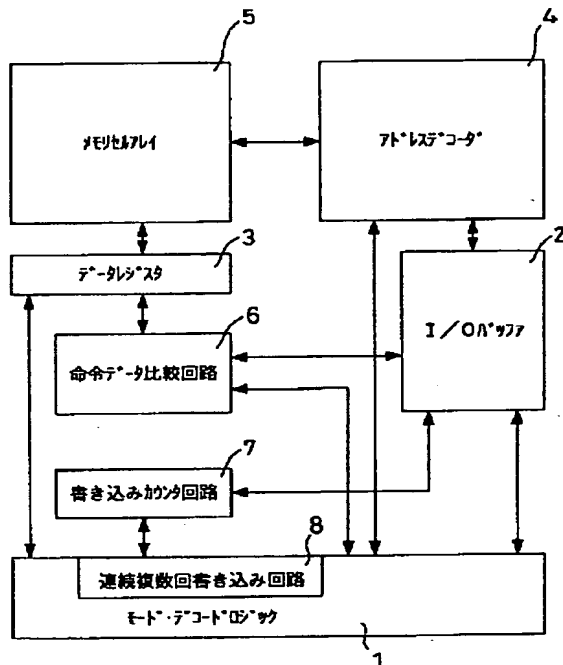 5
4
ﾒﾓﾘｾﾙｱﾚｲ
ｱﾄﾞﾚｽﾃﾞｺｰﾀﾞ
3
2
ﾃﾞｰﾀﾚｼﾞｽﾀ
6
I／Oﾊﾞｯﾌｧ
命令ﾃﾞｰﾀ比較回路
7
書き込みｶｳﾝﾀ回路
8
連続複数回書き込み回路
ﾓｰﾄﾞ・ﾃﾞｺｰﾄﾞﾛｼﾞｯｸ
1